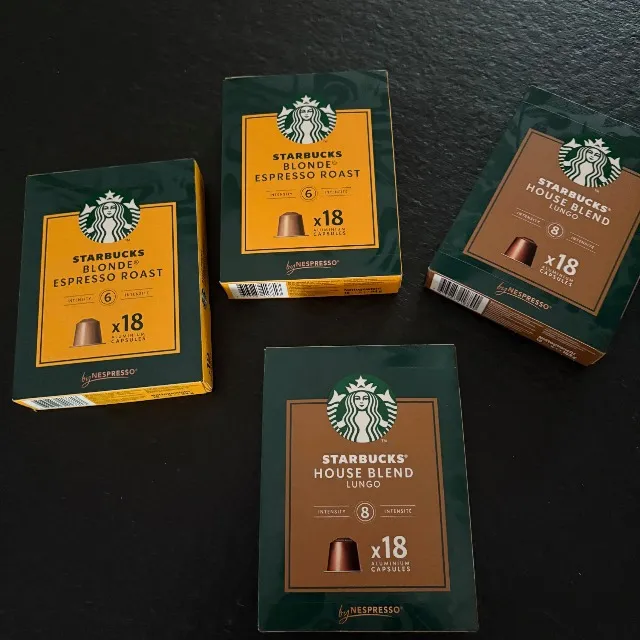 STARBUCKS
BLONDE®
ESPRESSO ROAST
INTENSITY 6 INTENSITÉ
x18
ALUMINIUM
CAPSULES
by NESPRESSO®
STARBUCKS
BLONDE®
ESPRESSO ROAST
INTENSITY 6 INTENSITÉ
x18
ALUMINIUM
CAPSULES
by NESPRESSO®
STARBUCKS®
HOUSE BLEND
LUNGO
INTENSITY 8 INTENSITÉ
x18
ALUMINIUM
CAPSULES
by NESPRESSO®
TM
STARBUCKS®
HOUSE BLEND
LUNGO
INTENSITY 8 INTENSITÉ
x18
ALUMINIUM
CAPSULES
by NESPRESSO®